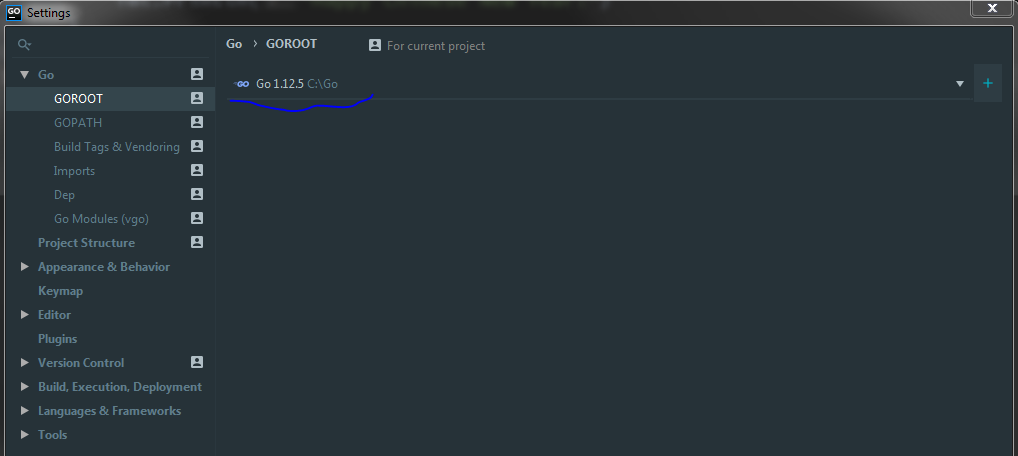 GO Settings
Go › GOROOT For current project
Go
GOROOT
GO Go 1.12.5 C:\Go
GOPATH
Build Tags & Vendoring
Imports
Dep
Go Modules (vgo)
Project Structure
Appearance & Behavior
Keymap
Editor
Plugins
Version Control
Build, Execution, Deployment
Languages & Frameworks
Tools